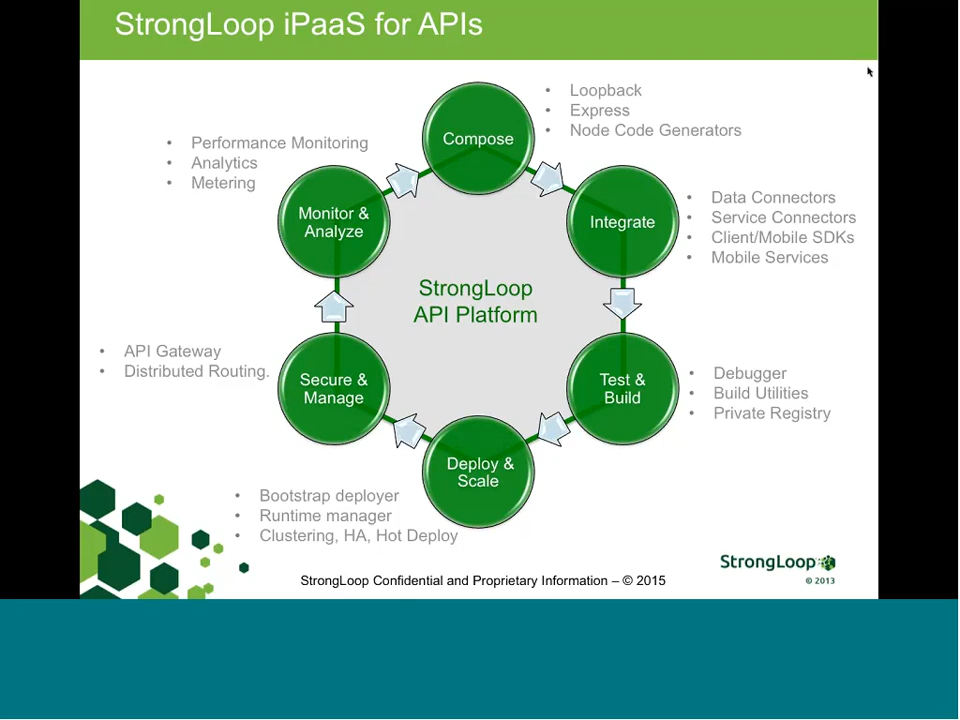 StrongLoop iPaaS for APIs
Compose
• Loopback
• Express
• Node Code Generators
• Performance Monitoring
• Analytics
• Metering
Monitor &
Analyze
Integrate
• Data Connectors
• Service Connectors
• Client/Mobile SDKs
• Mobile Services
StrongLoop
API Platform
• API Gateway
• Distributed Routing.
Secure &
Manage
Test &
Build
• Debugger
• Build Utilities
• Private Registry
Deploy &
Scale
• Bootstrap deployer
• Runtime manager
• Clustering, HA, Hot Deploy
StrongLoop
© 2013
StrongLoop Confidential and Proprietary Information – © 2015